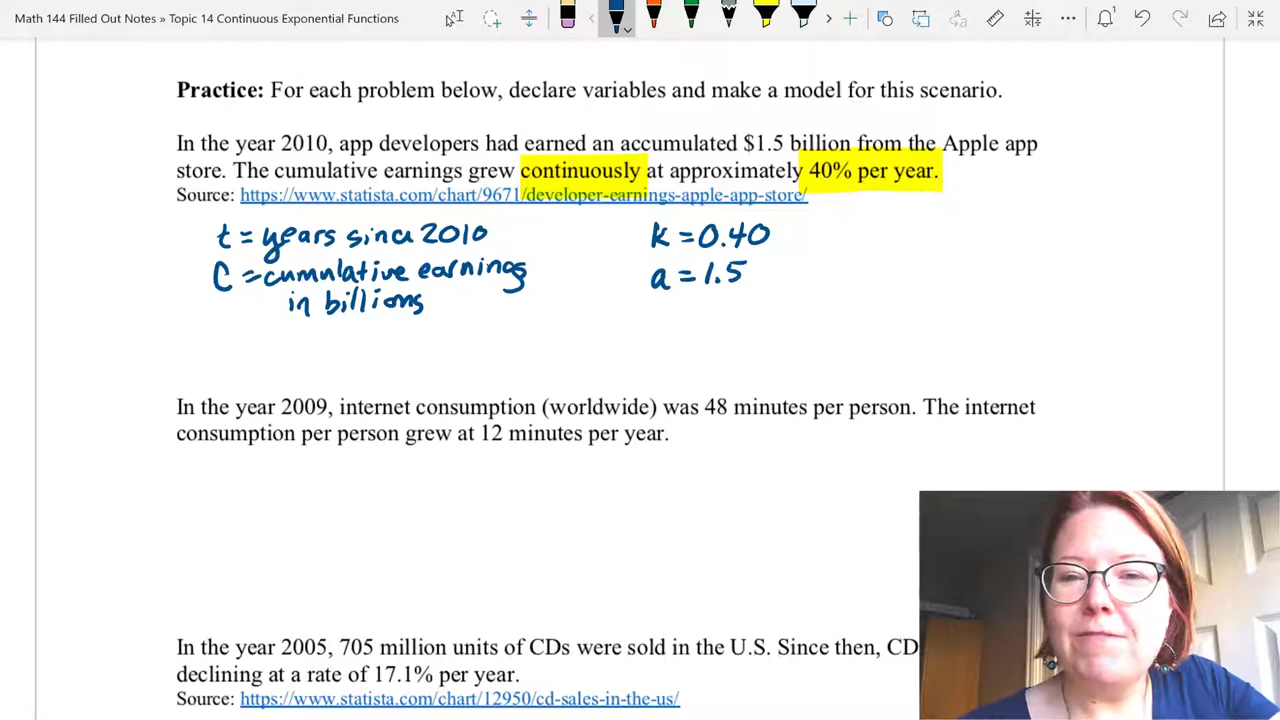 Math 144 Filled Out Notes » Topic 14 Continuous Exponential Functions
Practice: For each problem below, declare variables and make a model for this scenario.
In the year 2010, app developers had earned an accumulated $1.5 billion from the Apple app
store. The cumulative earnings grew continuously at approximately 40% per year.
Source: https://www.statista.com/chart/9671/developer-earnings-apple-app-store/
t = years since 2010
C = cumulative earnings
in billions
k = 0.40
a = 1.5
In the year 2009, internet consumption (worldwide) was 48 minutes per person. The internet
consumption per person grew at 12 minutes per year.
In the year 2005, 705 million units of CDs were sold in the U.S. Since then, CD
declining at a rate of 17.1% per year.
Source: https://www.statista.com/chart/12950/cd-sales-in-the-us/